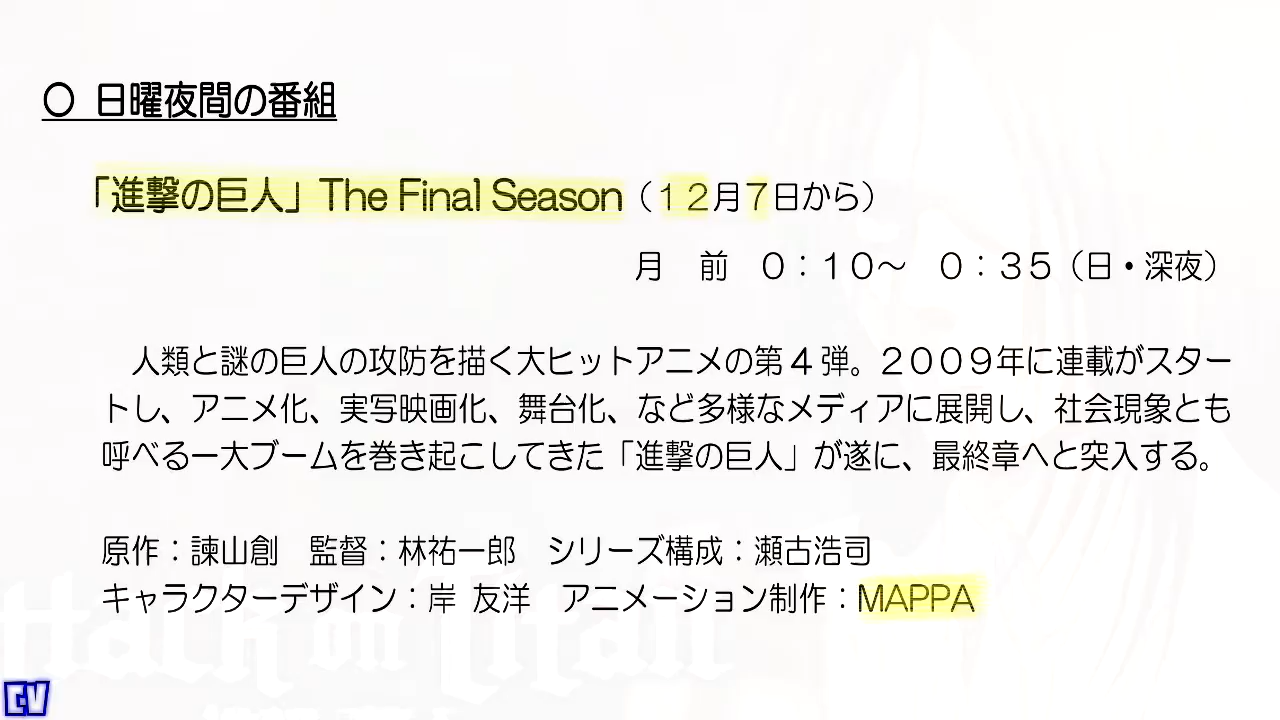 〇 日曜夜間の番組
「進撃の巨人」The Final Season（１２月７日から）
月　前　０：１０～　０：３５（日・深夜）
人類と謎の巨人の攻防を描く大ヒットアニメの第４弾。２００９年に連載がスター
トし、アニメ化、実写映画化、舞台化、など多様なメディアに展開し、社会現象とも
呼べる一大ブームを巻き起こしてきた「進撃の巨人」が遂に、最終章へと突入する。
原作：諫山創　監督：林祐一郎　シリーズ構成：瀬古浩司
キャラクターデザイン：岸 友洋　アニメーション制作：MAPPA
Attack on Titan
CV